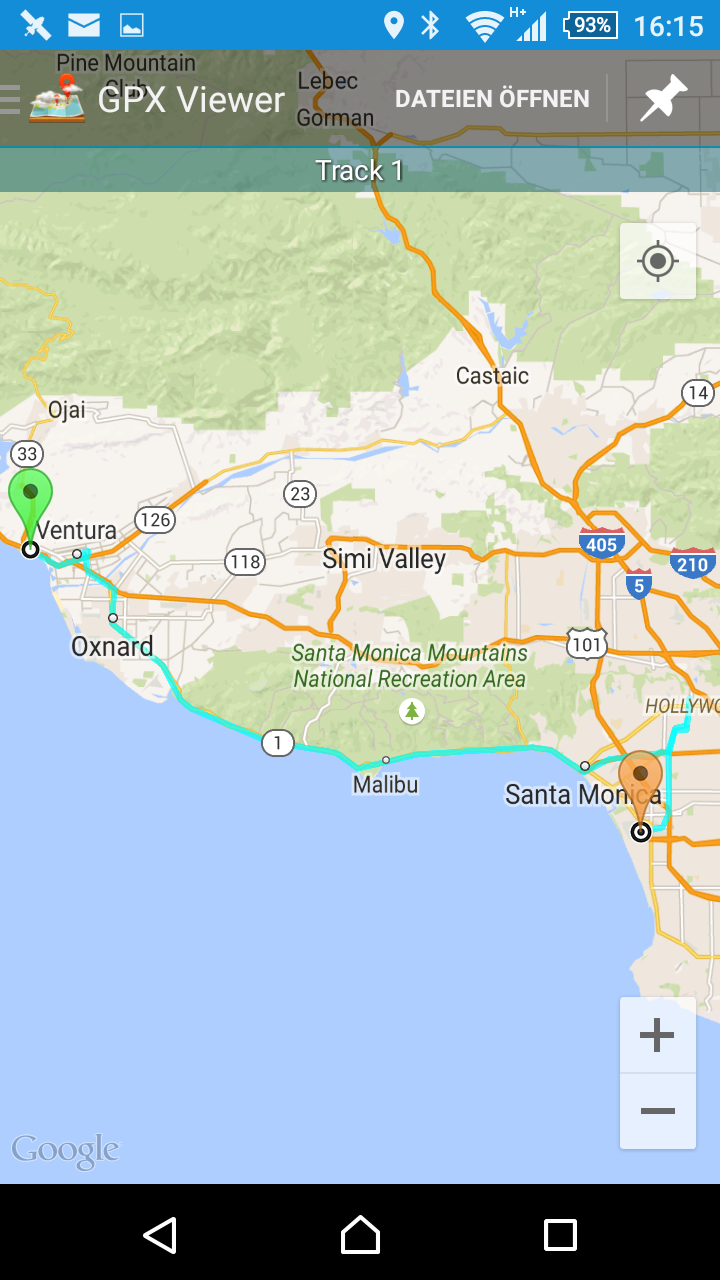 H+
93%
16:15
Pine Mountain
Club
Lebec
Gorman
GPX Viewer
DATEIEN ÖFFNEN
Track 1
Castaic
14
Ojai
33
23
126
Ventura
118
Simi Valley
405
210
5
101
Oxnard
Santa Monica Mountains
National Recreation Area
HOLLYWO
1
Malibu
Santa Monica
+
−
Google